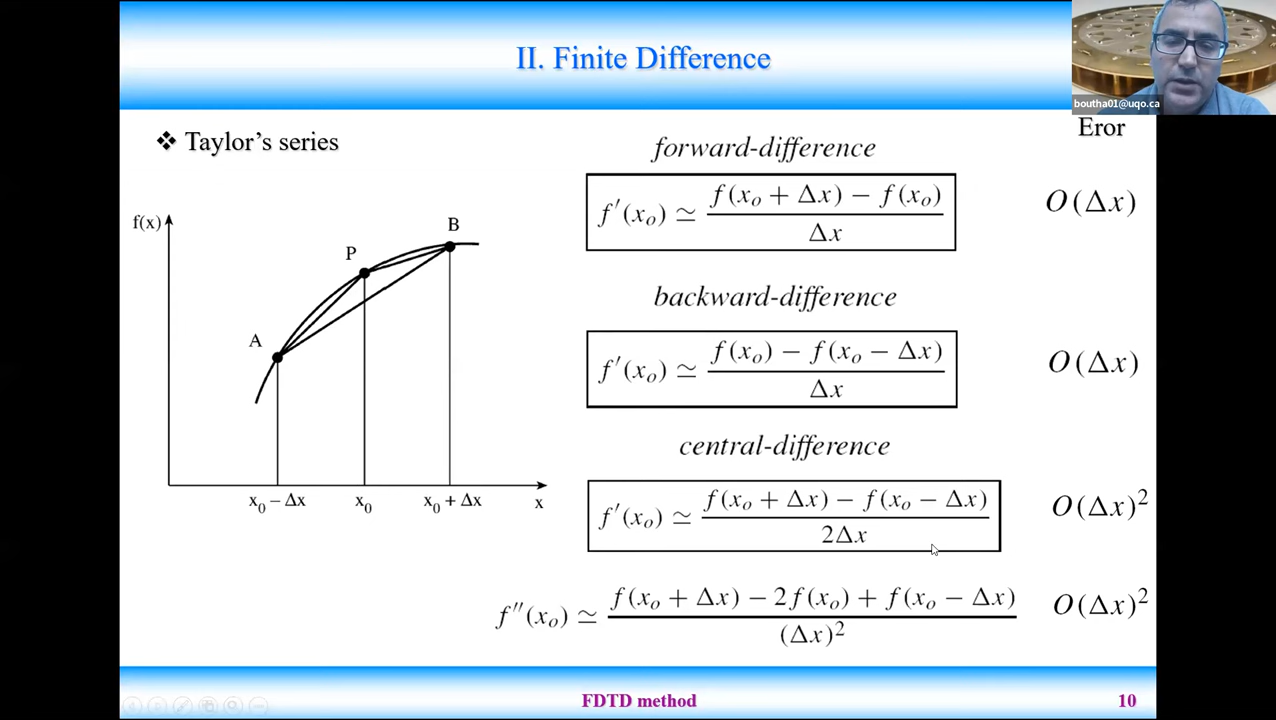 II. Finite Difference
boutha01@uqo.ca
Eror
❖ Taylor's series
forward-difference
f′(xₒ) ≃ (f(xₒ + Δx) − f(xₒ)) / Δx
O(Δx)
backward-difference
f′(xₒ) ≃ (f(xₒ) − f(xₒ − Δx)) / Δx
O(Δx)
central-difference
f′(xₒ) ≃ (f(xₒ + Δx) − f(xₒ − Δx)) / 2Δx
O(Δx)²
f″(xₒ) ≃ (f(xₒ + Δx) − 2f(xₒ) + f(xₒ − Δx)) / (Δx)²
O(Δx)²
f(x)
B
P
A
x₀ − Δx
x₀
x₀ + Δx
x
FDTD method
10